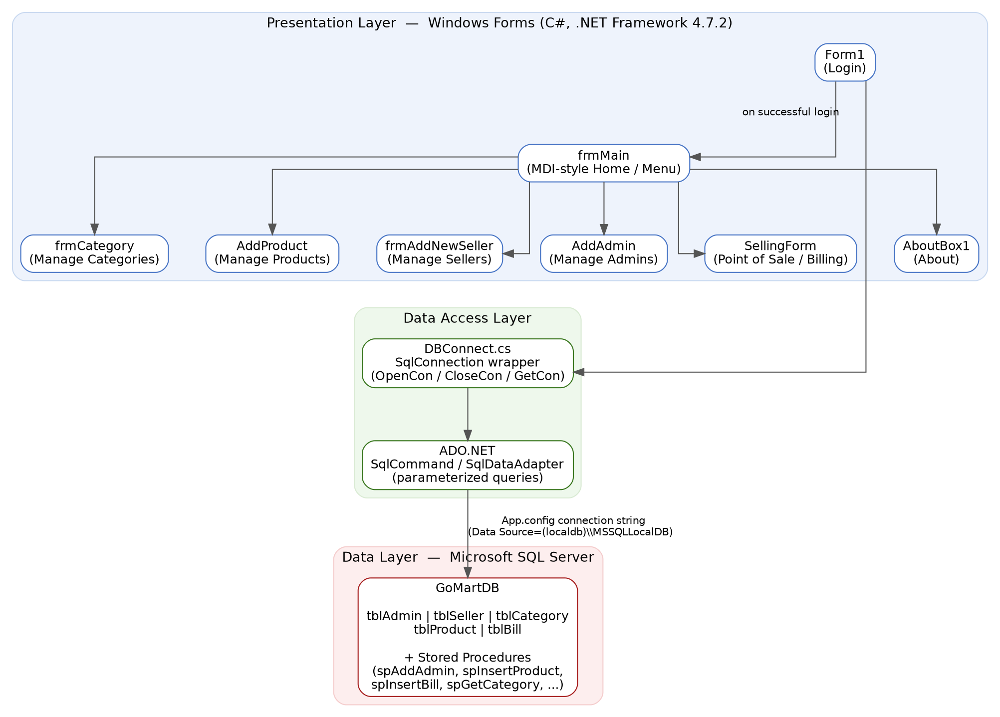 Presentation Layer — Windows Forms (C#, .NET Framework 4.7.2)
Form1
(Login)
on successful login
frmMain
(MDI-style Home / Menu)
frmCategory
(Manage Categories)
AddProduct
(Manage Products)
frmAddNewSeller
(Manage Sellers)
AddAdmin
(Manage Admins)
SellingForm
(Point of Sale / Billing)
AboutBox1
(About)
Data Access Layer
DBConnect.cs
SqlConnection wrapper
(OpenCon / CloseCon / GetCon)
ADO.NET
SqlCommand / SqlDataAdapter
(parameterized queries)
App.config connection string
(Data Source=(localdb)\\MSSQLLocalDB)
Data Layer — Microsoft SQL Server
GoMartDB
tblAdmin | tblSeller | tblCategory
tblProduct | tblBill
+ Stored Procedures
(spAddAdmin, spInsertProduct,
spInsertBill, spGetCategory, ...)